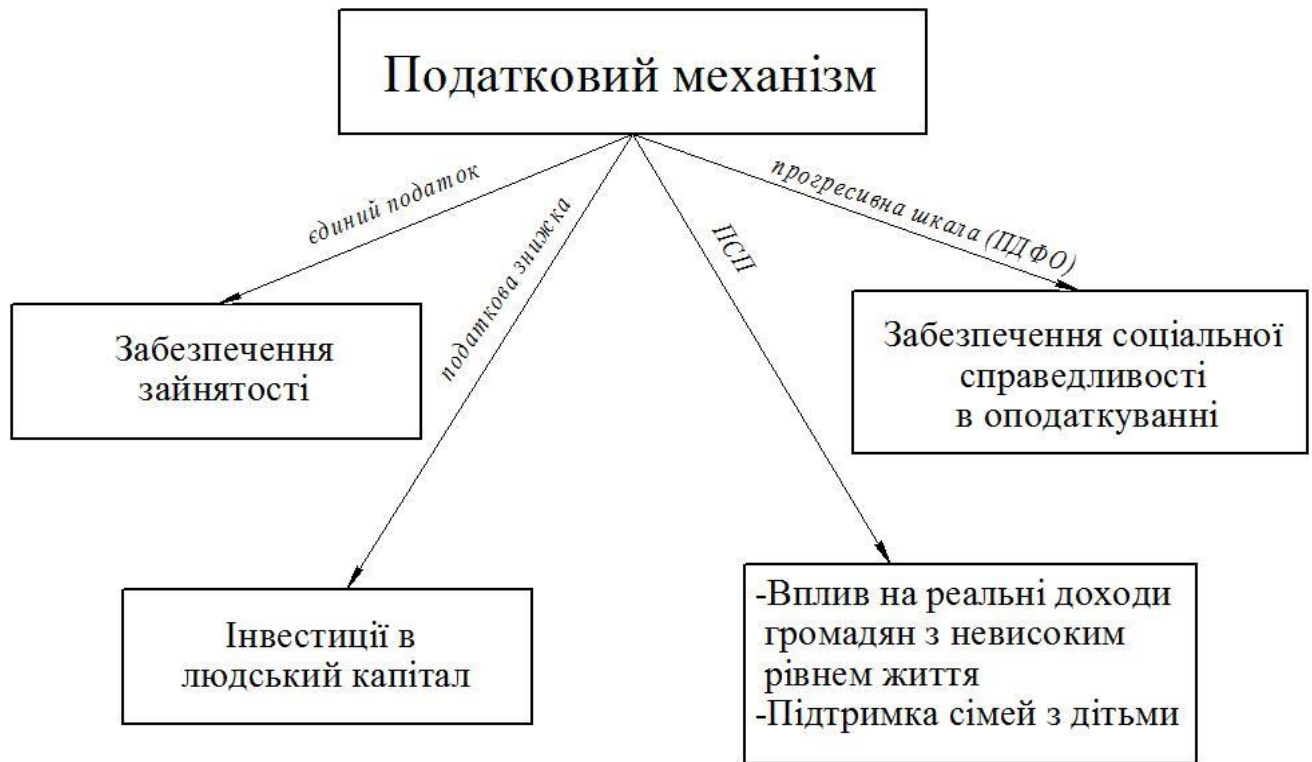 Податковий механізм
єдиний податок
податкова знижка
ПСП
прогресивна шкала (ПДФО)
Забезпечення
зайнятості
Забезпечення соціальної
справедливості
в оподаткуванні
Інвестиції в
людський капітал
-Вплив на реальні доходи
громадян з невисоким
рівнем життя
-Підтримка сімей з дітьми